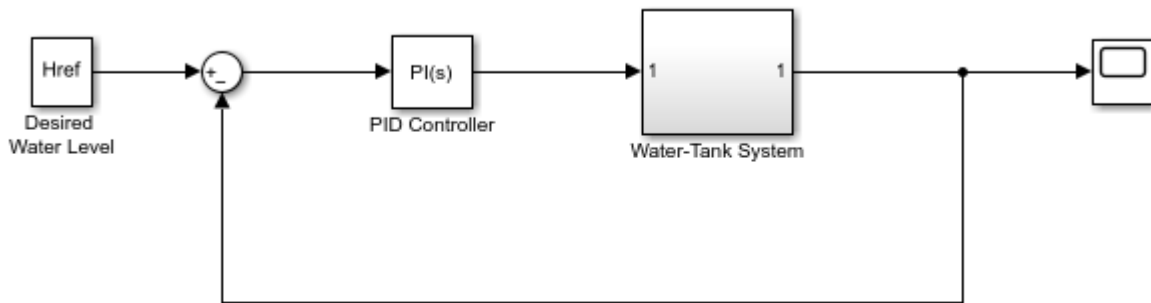 Href
+
−
PI(s)
1
1
Desired
Water Level
PID Controller
Water-Tank System